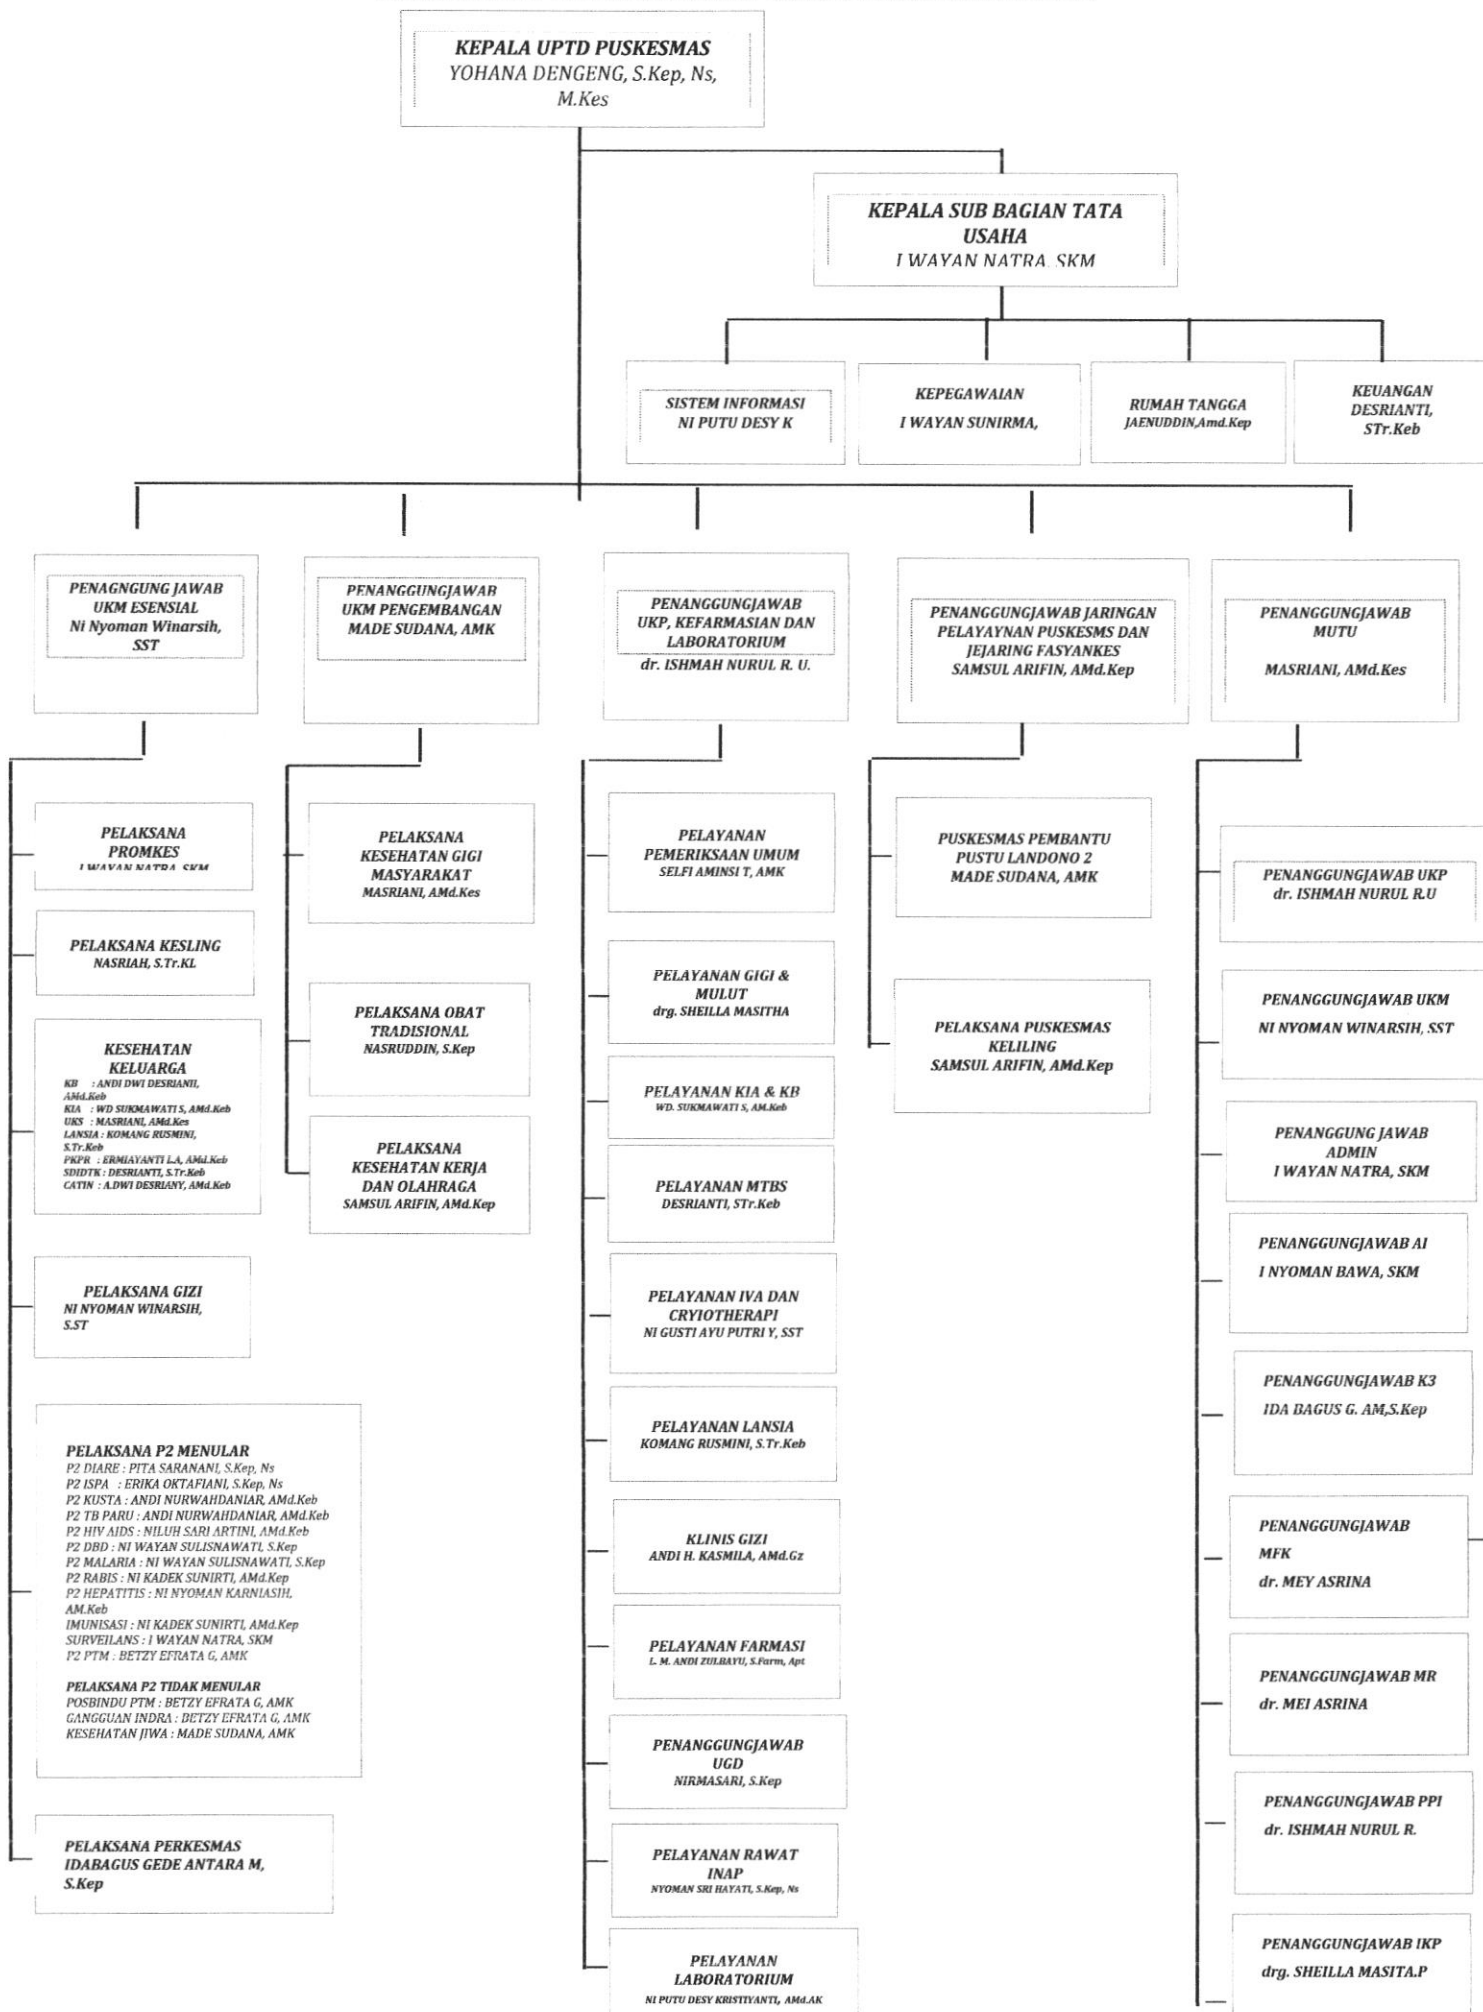 KEPALA UPTD PUSKESMAS
YOHANA DENGENG, S.Kep, Ns,
M.Kes
KEPALA SUB BAGIAN TATA
USAHA
I WAYAN NATRA, SKM
SISTEM INFORMASI
NI PUTU DESY K
KEPEGAWAIAN
I WAYAN SUNIRMA,
RUMAH TANGGA
JAENUDDIN,Amd.Kep
KEUANGAN
DESRIANTI,
STr.Keb
PENAGNGUNG JAWAB
UKM ESENSIAL
Ni Nyoman Winarsih,
SST
PENANGGUNGJAWAB
UKM PENGEMBANGAN
MADE SUDANA, AMK
PENANGGUNGJAWAB
UKP, KEFARMASIAN DAN
LABORATORIUM
dr. ISHMAH NURUL R. U.
PENANGGUNGJAWAB JARINGAN
PELAYAYNAN PUSKESMS DAN
JEJARING FASYANKES
SAMSUL ARIFIN, AMd.Kep
PENANGGUNGJAWAB
MUTU
MASRIANI, AMd.Kes
PELAKSANA
PROMKES
I WAYAN NATRA, SKM
PELAKSANA KESLING
NASRIAH, S.Tr.KL
KESEHATAN
KELUARGA
KB : ANDI DWI DESRIANII,
AMd.Keb
KIA : WD SUKMAWATI S, AMd.Keb
UKS : MASRIANI, AMd.Kes
LANSIA : KOMANG RUSMINI,
S.Tr.Keb
PKPR : ERMIAYANTI L.A, AMd.Keb
SDIDTK : DESRIANTI, S.Tr.Keb
CATIN : A.DWI DESRIANY, AMd.Keb
PELAKSANA GIZI
NI NYOMAN WINARSIH,
S.ST
PELAKSANA P2 MENULAR
P2 DIARE : PITA SARANANI, S.Kep, Ns
P2 ISPA : ERIKA OKTAFIANI, S.Kep, Ns
P2 KUSTA : ANDI NURWAHDANIAR, AMd.Keb
P2 TB PARU : ANDI NURWAHDANIAR, AMd.Keb
P2 HIV AIDS : NILUH SARI ARTINI, AMd.Keb
P2 DBD : NI WAYAN SULISNAWATI, S.Kep
P2 MALARIA : NI WAYAN SULISNAWATI, S.Kep
P2 RABIS : NI KADEK SUNIRTI, AMd.Kep
P2 HEPATITIS : NI NYOMAN KARNIASIH,
AM.Keb
IMUNISASI : NI KADEK SUNIRTI, AMd.Kep
SURVEILANS : I WAYAN NATRA, SKM
P2 PTM : BETZY EFRATA G, AMK
PELAKSANA P2 TIDAK MENULAR
POSBINDU PTM : BETZY EFRATA G, AMK
GANGGUAN INDRA : BETZY EFRATA G, AMK
KESEHATAN JIWA : MADE SUDANA, AMK
PELAKSANA PERKESMAS
IDABAGUS GEDE ANTARA M,
S.Kep
PELAKSANA
KESEHATAN GIGI
MASYARAKAT
MASRIANI, AMd.Kes
PELAKSANA OBAT
TRADISIONAL
NASRUDDIN, S.Kep
PELAKSANA
KESEHATAN KERJA
DAN OLAHRAGA
SAMSUL ARIFIN, AMd.Kep
PELAYANAN
PEMERIKSAAN UMUM
SELFI AMINSI T, AMK
PELAYANAN GIGI &
MULUT
drg. SHEILLA MASITHA
PELAYANAN KIA & KB
WD. SUKMAWATI S, AM.Keb
PELAYANAN MTBS
DESRIANTI, STr.Keb
PELAYANAN IVA DAN
CRYIOTHERAPI
NI GUSTI AYU PUTRI Y, SST
PELAYANAN LANSIA
KOMANG RUSMINI, S.Tr.Keb
KLINIS GIZI
ANDI H. KASMILA, AMd.Gz
PELAYANAN FARMASI
L. M. ANDI ZULBAYU, S.Farm, Apt
PENANGGUNGJAWAB
UGD
NIRMASARI, S.Kep
PELAYANAN RAWAT
INAP
NYOMAN SRI HAYATI, S.Kep, Ns
PELAYANAN
LABORATORIUM
NI PUTU DESY KRISTIYANTI, AMd.AK
PUSKESMAS PEMBANTU
PUSTU LANDONO 2
MADE SUDANA, AMK
PELAKSANA PUSKESMAS
KELILING
SAMSUL ARIFIN, AMd.Kep
PENANGGUNGJAWAB UKP
dr. ISHMAH NURUL R.U
PENANGGUNGJAWAB UKM
NI NYOMAN WINARSIH, SST
PENANGGUNG JAWAB
ADMIN
I WAYAN NATRA, SKM
PENANGGUNGJAWAB AI
I NYOMAN BAWA, SKM
PENANGGUNGJAWAB K3
IDA BAGUS G. AM,S.Kep
PENANGGUNGJAWAB
MFK
dr. MEY ASRINA
PENANGGUNGJAWAB MR
dr. MEI ASRINA
PENANGGUNGJAWAB PPI
dr. ISHMAH NURUL R.
PENANGGUNGJAWAB IKP
drg. SHEILLA MASITA.P